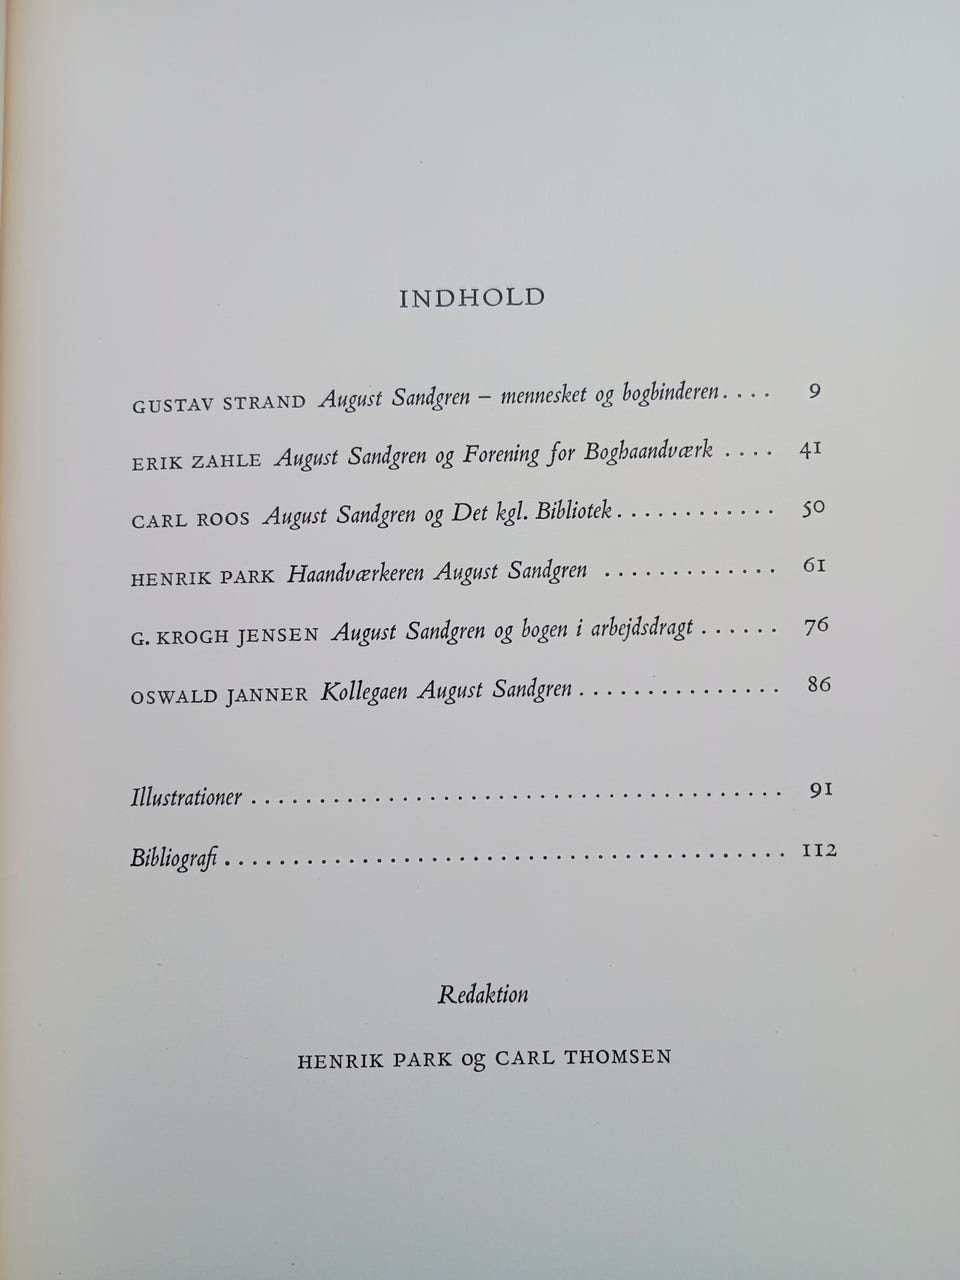 INDHOLD
GUSTAV STRAND August Sandgren – mennesket og bogbinderen. . . . 9
ERIK ZAHLE August Sandgren og Forening for Boghaandværk . . . . 41
CARL ROOS August Sandgren og Det kgl. Bibliotek . . . . . . . . . . . . 50
HENRIK PARK Haandværkeren August Sandgren . . . . . . . . . . . . . 61
G. KROGH JENSEN August Sandgren og bogen i arbejdsdragt . . . . . . 76
OSWALD JANNER Kollegaen August Sandgren . . . . . . . . . . . . . . . 86
Illustrationer . . . . . . . . . . . . . . . . . . . . . . . . . . . . . . . . . . . . . . . 91
Bibliografi . . . . . . . . . . . . . . . . . . . . . . . . . . . . . . . . . . . . . . . . . 112
Redaktion
HENRIK PARK og CARL THOMSEN